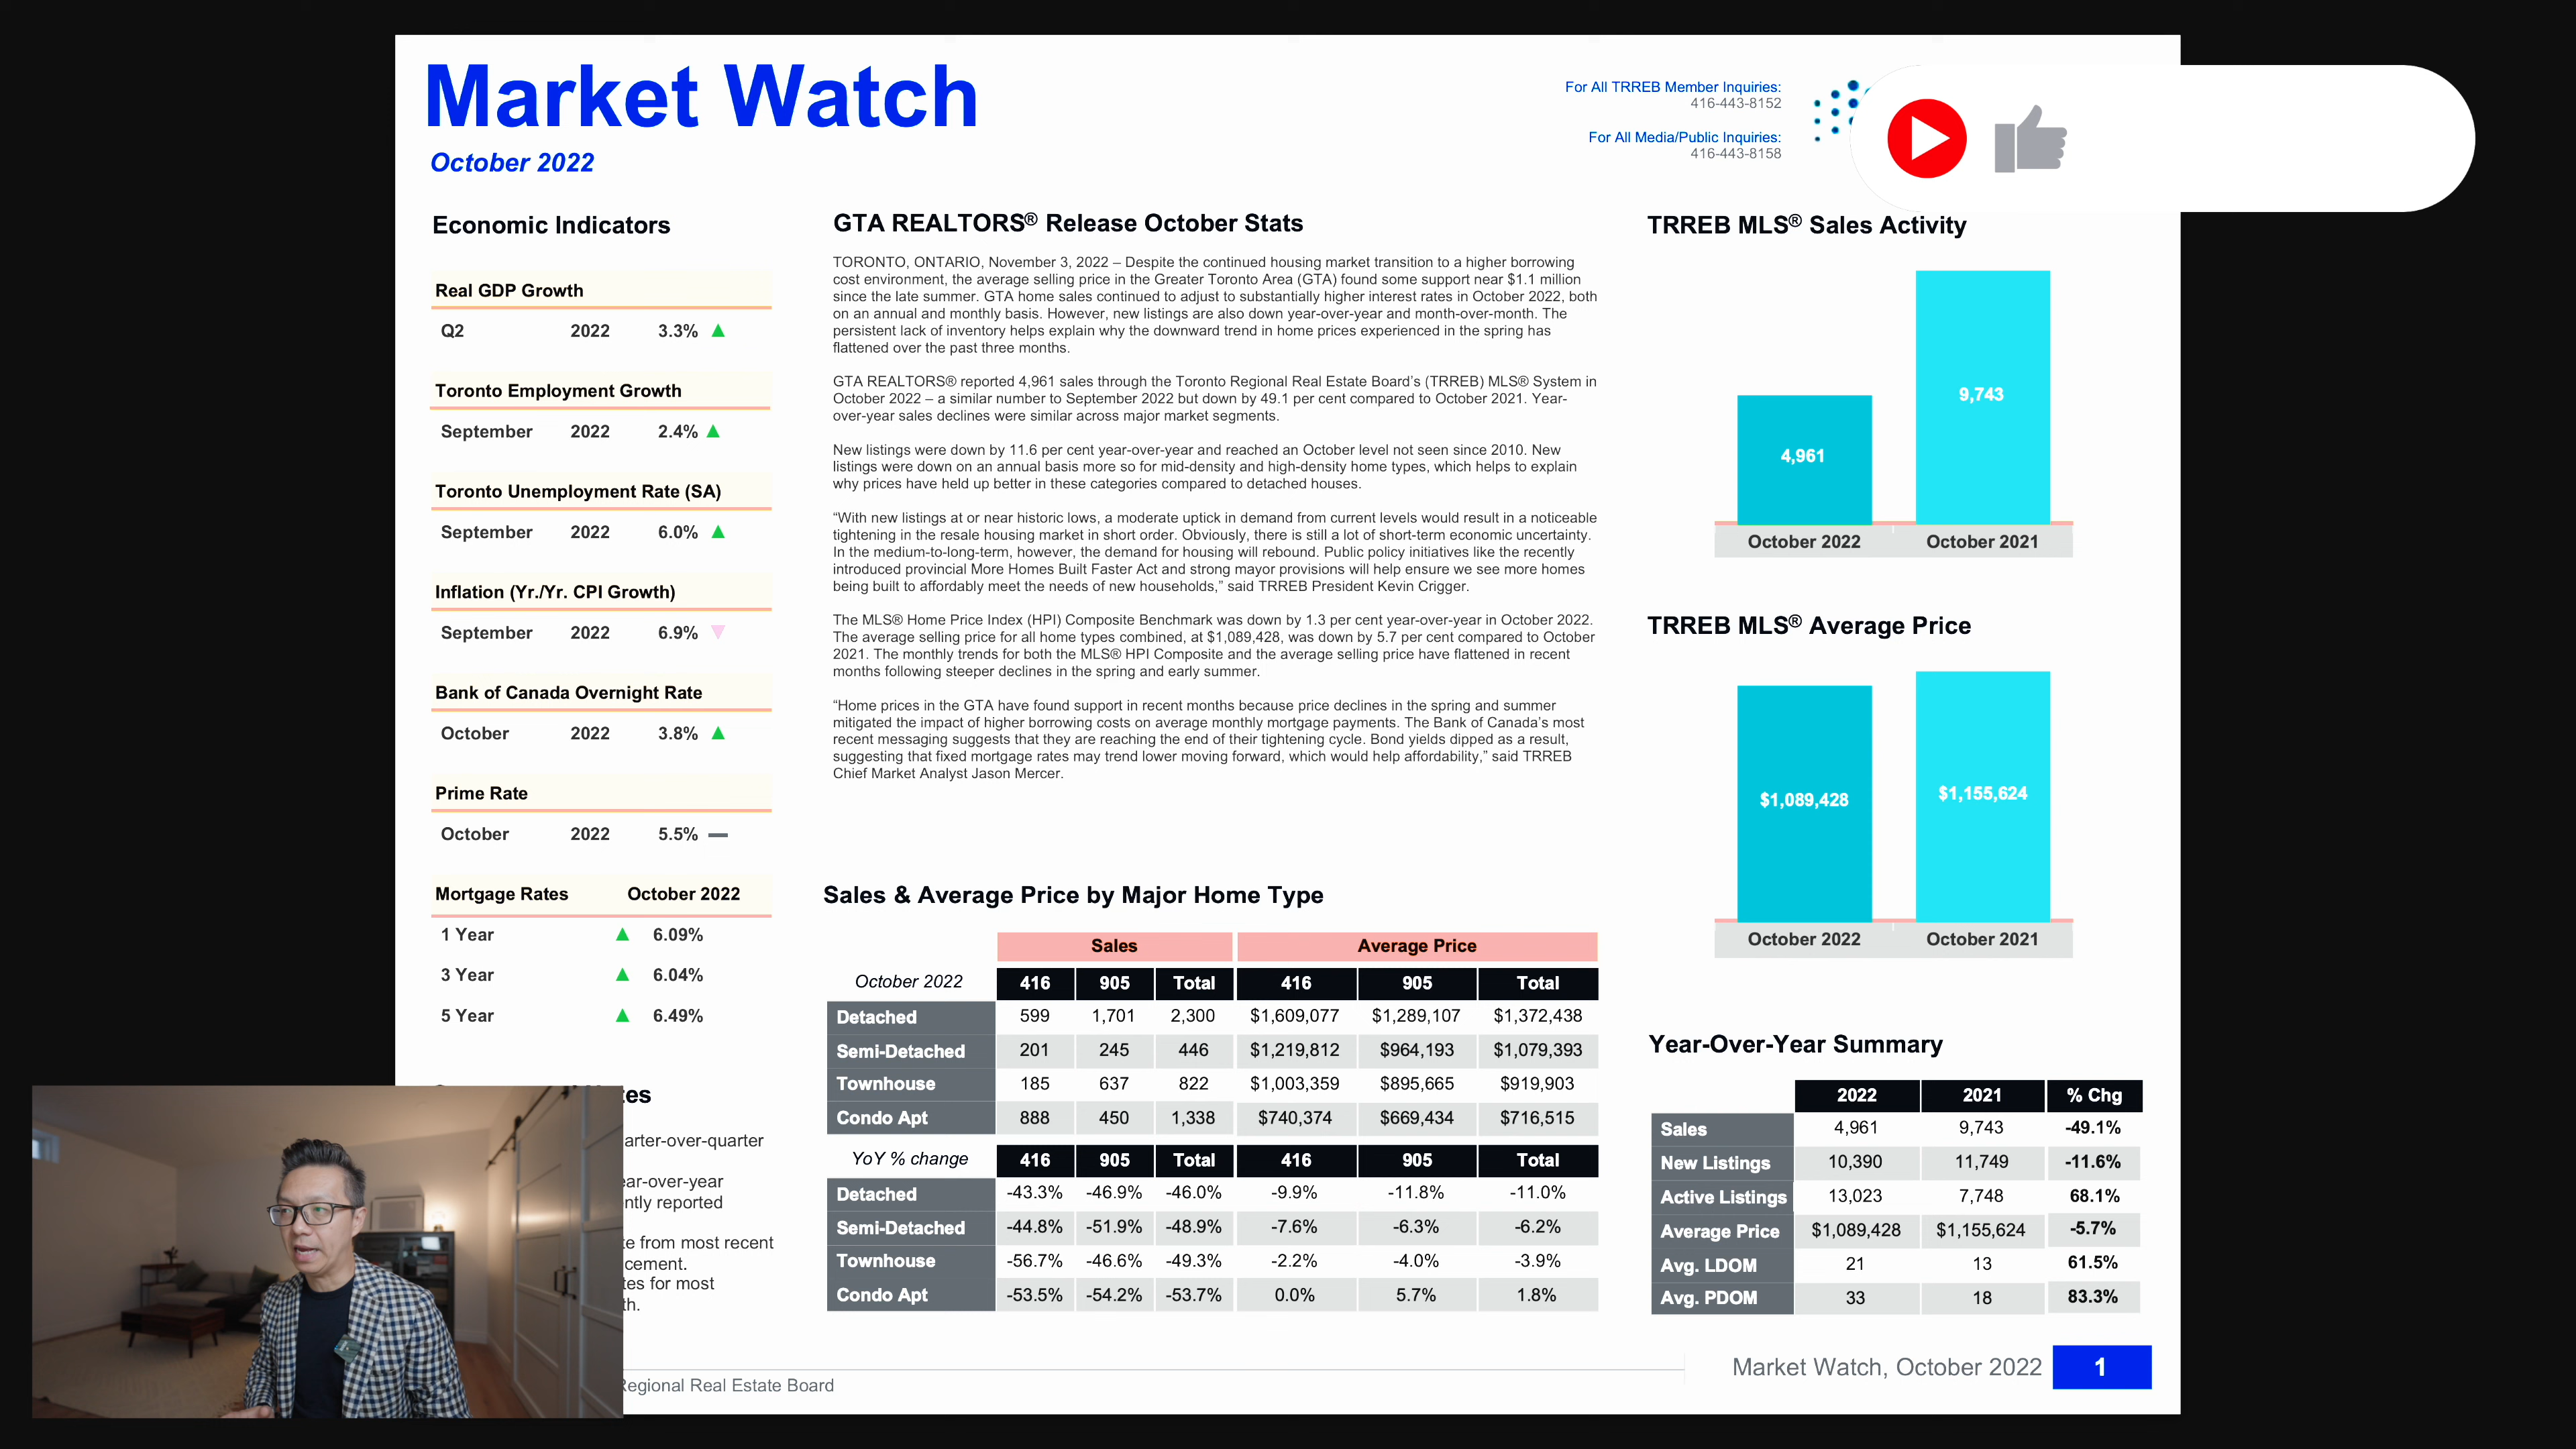 Market Watch
October 2022
For All TRREB Member Inquiries:
416-443-8152
For All Media/Public Inquiries:
416-443-8158
Economic Indicators
Real GDP Growth
Q2 2022 3.3% ▲
Toronto Employment Growth
September 2022 2.4% ▲
Toronto Unemployment Rate (SA)
September 2022 6.0% ▲
Inflation (Yr./Yr. CPI Growth)
September 2022 6.9% ▼
Bank of Canada Overnight Rate
October 2022 3.8% ▲
Prime Rate
October 2022 5.5% —
Mortgage Rates October 2022
1 Year ▲ 6.09%
3 Year ▲ 6.04%
5 Year ▲ 6.49%
arter-over-quarter
ear-over-year
ntly reported
e from most recent
cement.
tes for most
th.
GTA REALTORS® Release October Stats
TORONTO, ONTARIO, November 3, 2022 – Despite the continued housing market transition to a higher borrowing
cost environment, the average selling price in the Greater Toronto Area (GTA) found some support near $1.1 million
since the late summer. GTA home sales continued to adjust to substantially higher interest rates in October 2022, both
on an annual and monthly basis. However, new listings are also down year-over-year and month-over-month. The
persistent lack of inventory helps explain why the downward trend in home prices experienced in the spring has
flattened over the past three months.
GTA REALTORS® reported 4,961 sales through the Toronto Regional Real Estate Board’s (TRREB) MLS® System in
October 2022 – a similar number to September 2022 but down by 49.1 per cent compared to October 2021. Year-
over-year sales declines were similar across major market segments.
New listings were down by 11.6 per cent year-over-year and reached an October level not seen since 2010. New
listings were down on an annual basis more so for mid-density and high-density home types, which helps to explain
why prices have held up better in these categories compared to detached houses.
“With new listings at or near historic lows, a moderate uptick in demand from current levels would result in a noticeable
tightening in the resale housing market in short order. Obviously, there is still a lot of short-term economic uncertainty.
In the medium-to-long-term, however, the demand for housing will rebound. Public policy initiatives like the recently
introduced provincial More Homes Built Faster Act and strong mayor provisions will help ensure we see more homes
being built to affordably meet the needs of new households,” said TRREB President Kevin Crigger.
The MLS® Home Price Index (HPI) Composite Benchmark was down by 1.3 per cent year-over-year in October 2022.
The average selling price for all home types combined, at $1,089,428, was down by 5.7 per cent compared to October
2021. The monthly trends for both the MLS® HPI Composite and the average selling price have flattened in recent
months following steeper declines in the spring and early summer.
“Home prices in the GTA have found support in recent months because price declines in the spring and summer
mitigated the impact of higher borrowing costs on average monthly mortgage payments. The Bank of Canada’s most
recent messaging suggests that they are reaching the end of their tightening cycle. Bond yields dipped as a result,
suggesting that fixed mortgage rates may trend lower moving forward, which would help affordability,” said TRREB
Chief Market Analyst Jason Mercer.
Sales & Average Price by Major Home Type
Sales Average Price
October 2022 416 905 Total 416 905 Total
Detached 599 1,701 2,300 $1,609,077 $1,289,107 $1,372,438
Semi-Detached 201 245 446 $1,219,812 $964,193 $1,079,393
Townhouse 185 637 822 $1,003,359 $895,665 $919,903
Condo Apt 888 450 1,338 $740,374 $669,434 $716,515
YoY % change 416 905 Total 416 905 Total
Detached -43.3% -46.9% -46.0% -9.9% -11.8% -11.0%
Semi-Detached -44.8% -51.9% -48.9% -7.6% -6.3% -6.2%
Townhouse -56.7% -46.6% -49.3% -2.2% -4.0% -3.9%
Condo Apt -53.5% -54.2% -53.7% 0.0% 5.7% 1.8%
TRREB MLS® Sales Activity
4,961 9,743
October 2022 October 2021
TRREB MLS® Average Price
$1,089,428 $1,155,624
October 2022 October 2021
Year-Over-Year Summary
2022 2021 % Chg
Sales 4,961 9,743 -49.1%
New Listings 10,390 11,749 -11.6%
Active Listings 13,023 7,748 68.1%
Average Price $1,089,428 $1,155,624 -5.7%
Avg. LDOM 21 13 61.5%
Avg. PDOM 33 18 83.3%
Regional Real Estate Board
Market Watch, October 2022 1